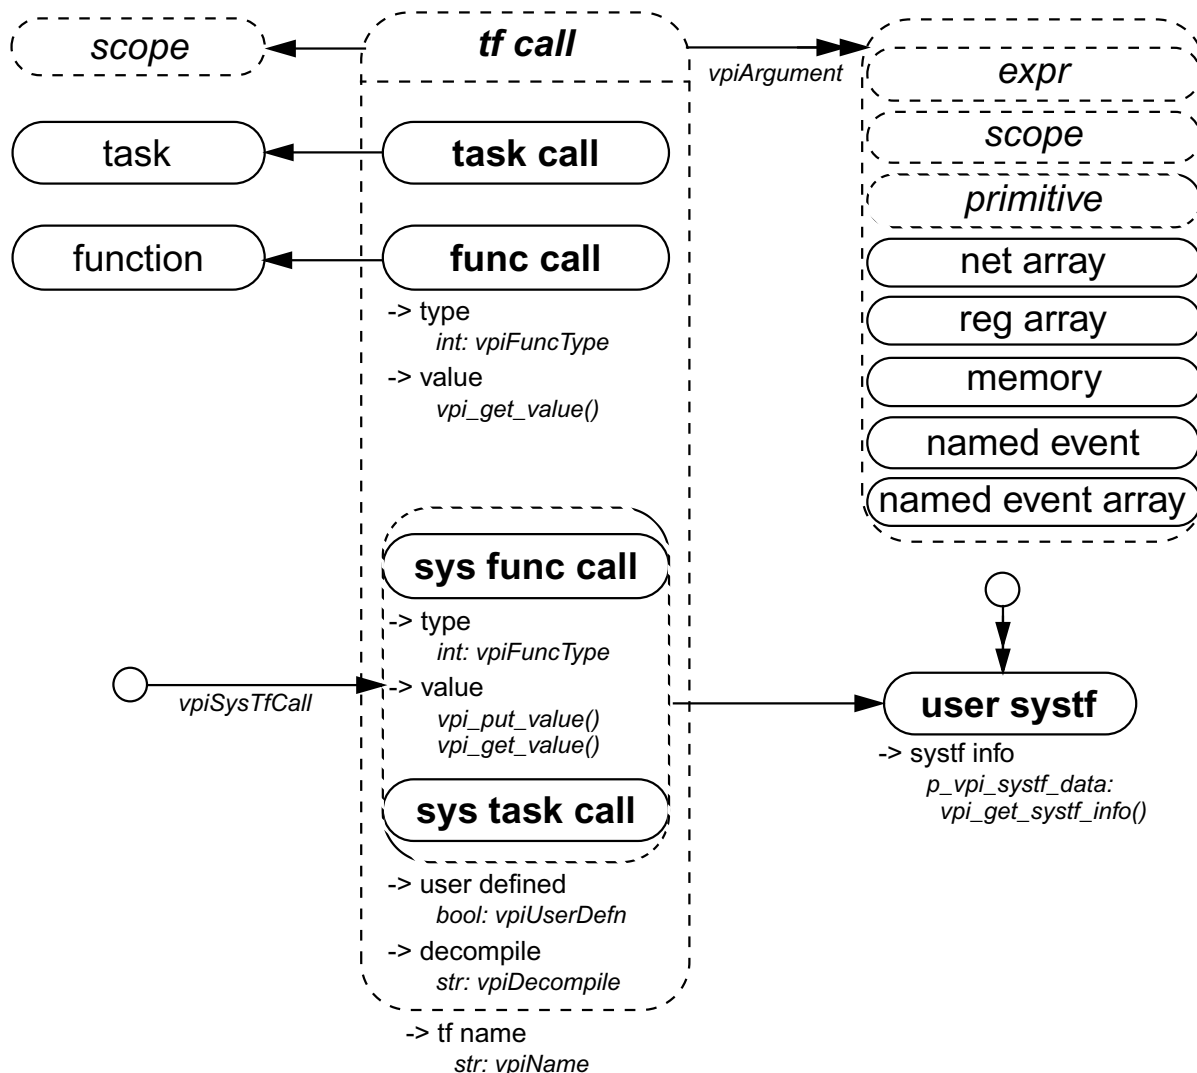 scope
tf call
vpiArgument
expr
scope
primitive
net array
reg array
memory
named event
named event array
task
task call
function
func call
-> type
int: vpiFuncType
-> value
vpi_get_value()
sys func call
-> type
int: vpiFuncType
-> value
vpi_put_value()
vpi_get_value()
vpiSysTfCall
sys task call
-> user defined
bool: vpiUserDefn
-> decompile
str: vpiDecompile
-> tf name
str: vpiName
user systf
-> systf info
p_vpi_systf_data:
vpi_get_systf_info()